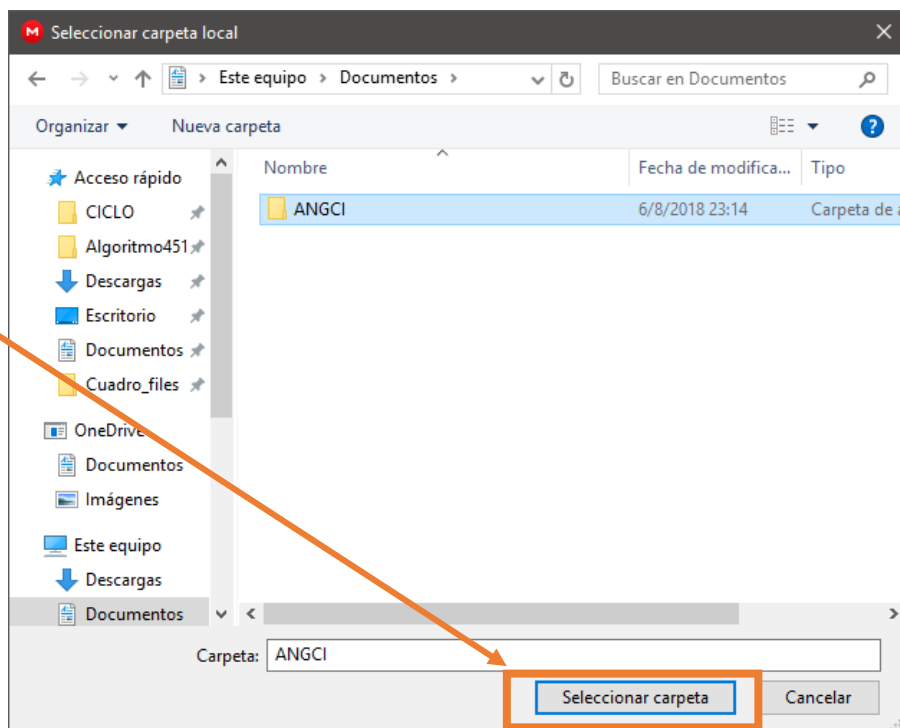 M Seleccionar carpeta local
Este equipo > Documentos >
Buscar en Documentos
Organizar
Nueva carpeta
?
Nombre
Fecha de modifica...
Tipo
ANGCI
6/8/2018 23:14
Carpeta de a
Acceso rápido
CICLO
Algoritmo451
Descargas
Escritorio
Documentos
Cuadro_files
OneDrive
Documentos
Imágenes
Este equipo
Descargas
Documentos
Carpeta: ANGCI
Seleccionar carpeta
Cancelar